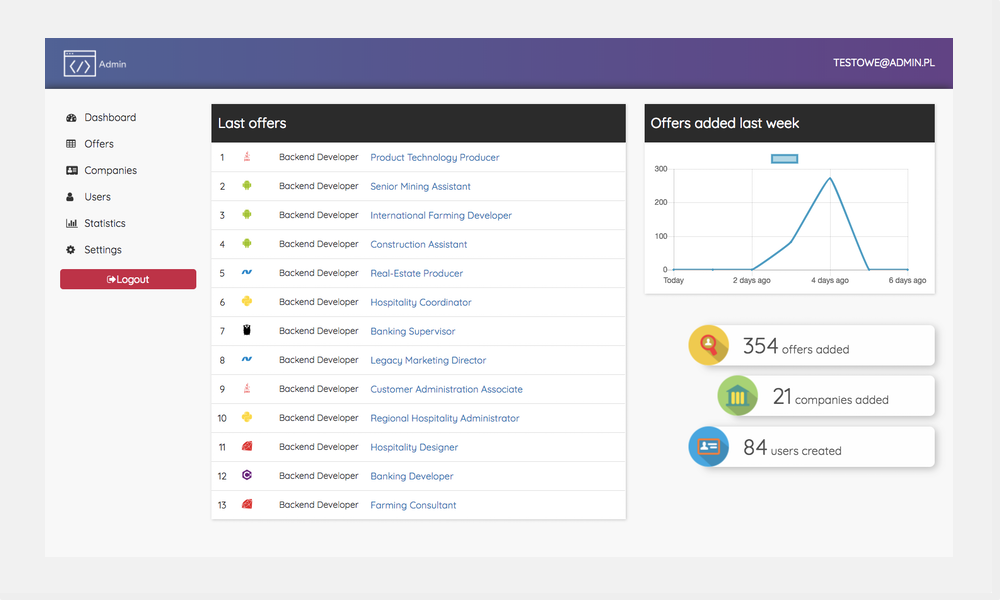 Admin
TESTOWE@ADMIN.PL
Dashboard
Offers
Companies
Users
Statistics
Settings
Logout
Last offers
1 Backend Developer Product Technology Producer
2 Backend Developer Senior Mining Assistant
3 Backend Developer International Farming Developer
4 Backend Developer Construction Assistant
5 Backend Developer Real-Estate Producer
6 Backend Developer Hospitality Coordinator
7 Backend Developer Banking Supervisor
8 Backend Developer Legacy Marketing Director
9 Backend Developer Customer Administration Associate
10 Backend Developer Regional Hospitality Administrator
11 Backend Developer Hospitality Designer
12 Backend Developer Banking Developer
13 Backend Developer Farming Consultant
Offers added last week
300
200
100
0
Today 2 days ago 4 days ago 6 days ago
354 offers added
21 companies added
84 users created